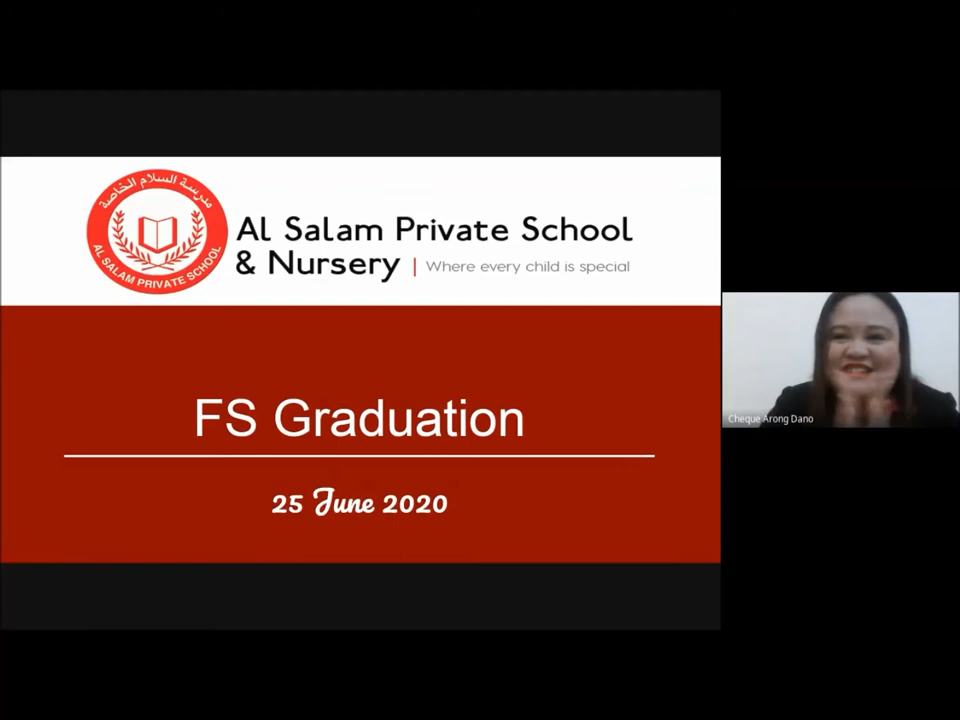 مدرسة السلام الخاصة
AL SALAM PRIVATE SCHOOL
Al Salam Private School
& Nursery | Where every child is special
FS Graduation
25 June 2020
Cheque Arong Dano